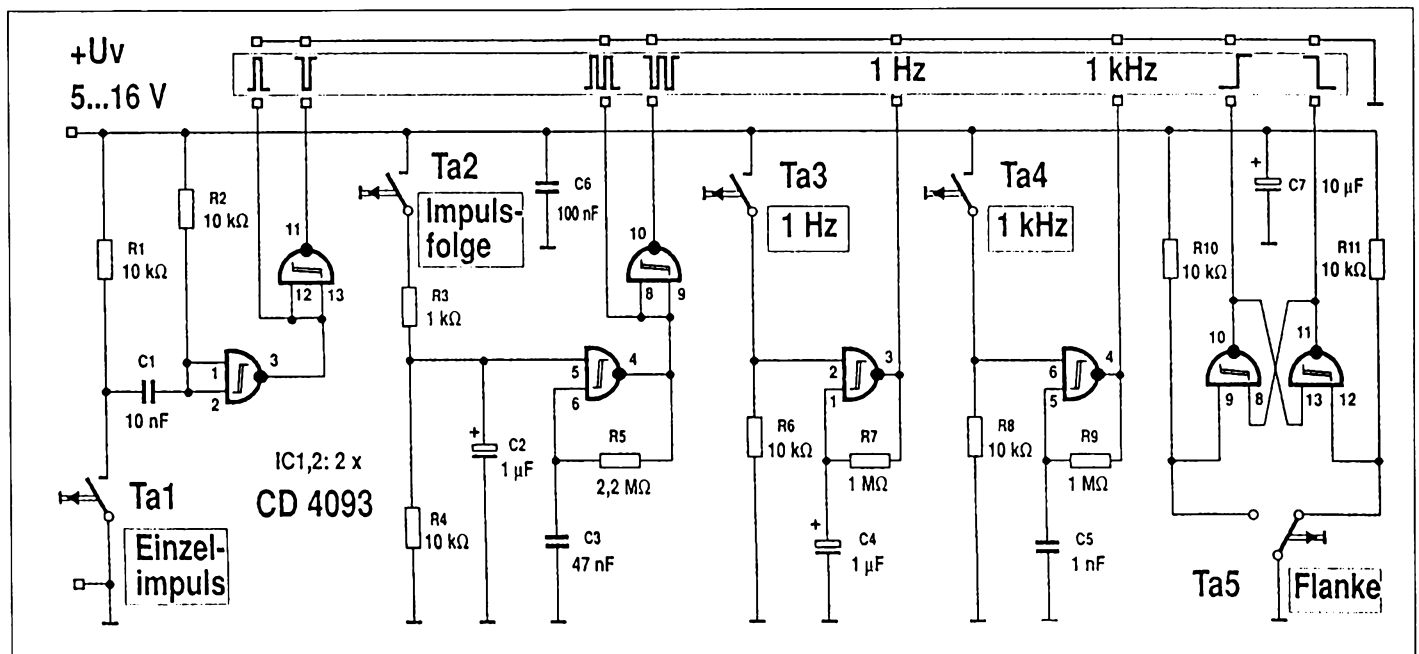 +Uv
5...16 V
1 Hz
1 kHz
R1
10 kΩ
R2
10 kΩ
C1
10 nF
1
2
3
11
12
13
Ta1
Einzel-
impuls
IC1,2: 2 x
CD 4093
Ta2
Impuls-
folge
R3
1 kΩ
R4
10 kΩ
C2
+
1 µF
C6
100 nF
5
6
4
10
8
9
R5
2,2 MΩ
C3
47 nF
Ta3
1 Hz
R6
10 kΩ
2
1
3
R7
1 MΩ
+
C4
1 µF
Ta4
1 kHz
R8
10 kΩ
6
5
4
R9
1 MΩ
C5
1 nF
+
C7
10 µF
R10
10 kΩ
R11
10 kΩ
10
9
8
11
13
12
Ta5
Flanke